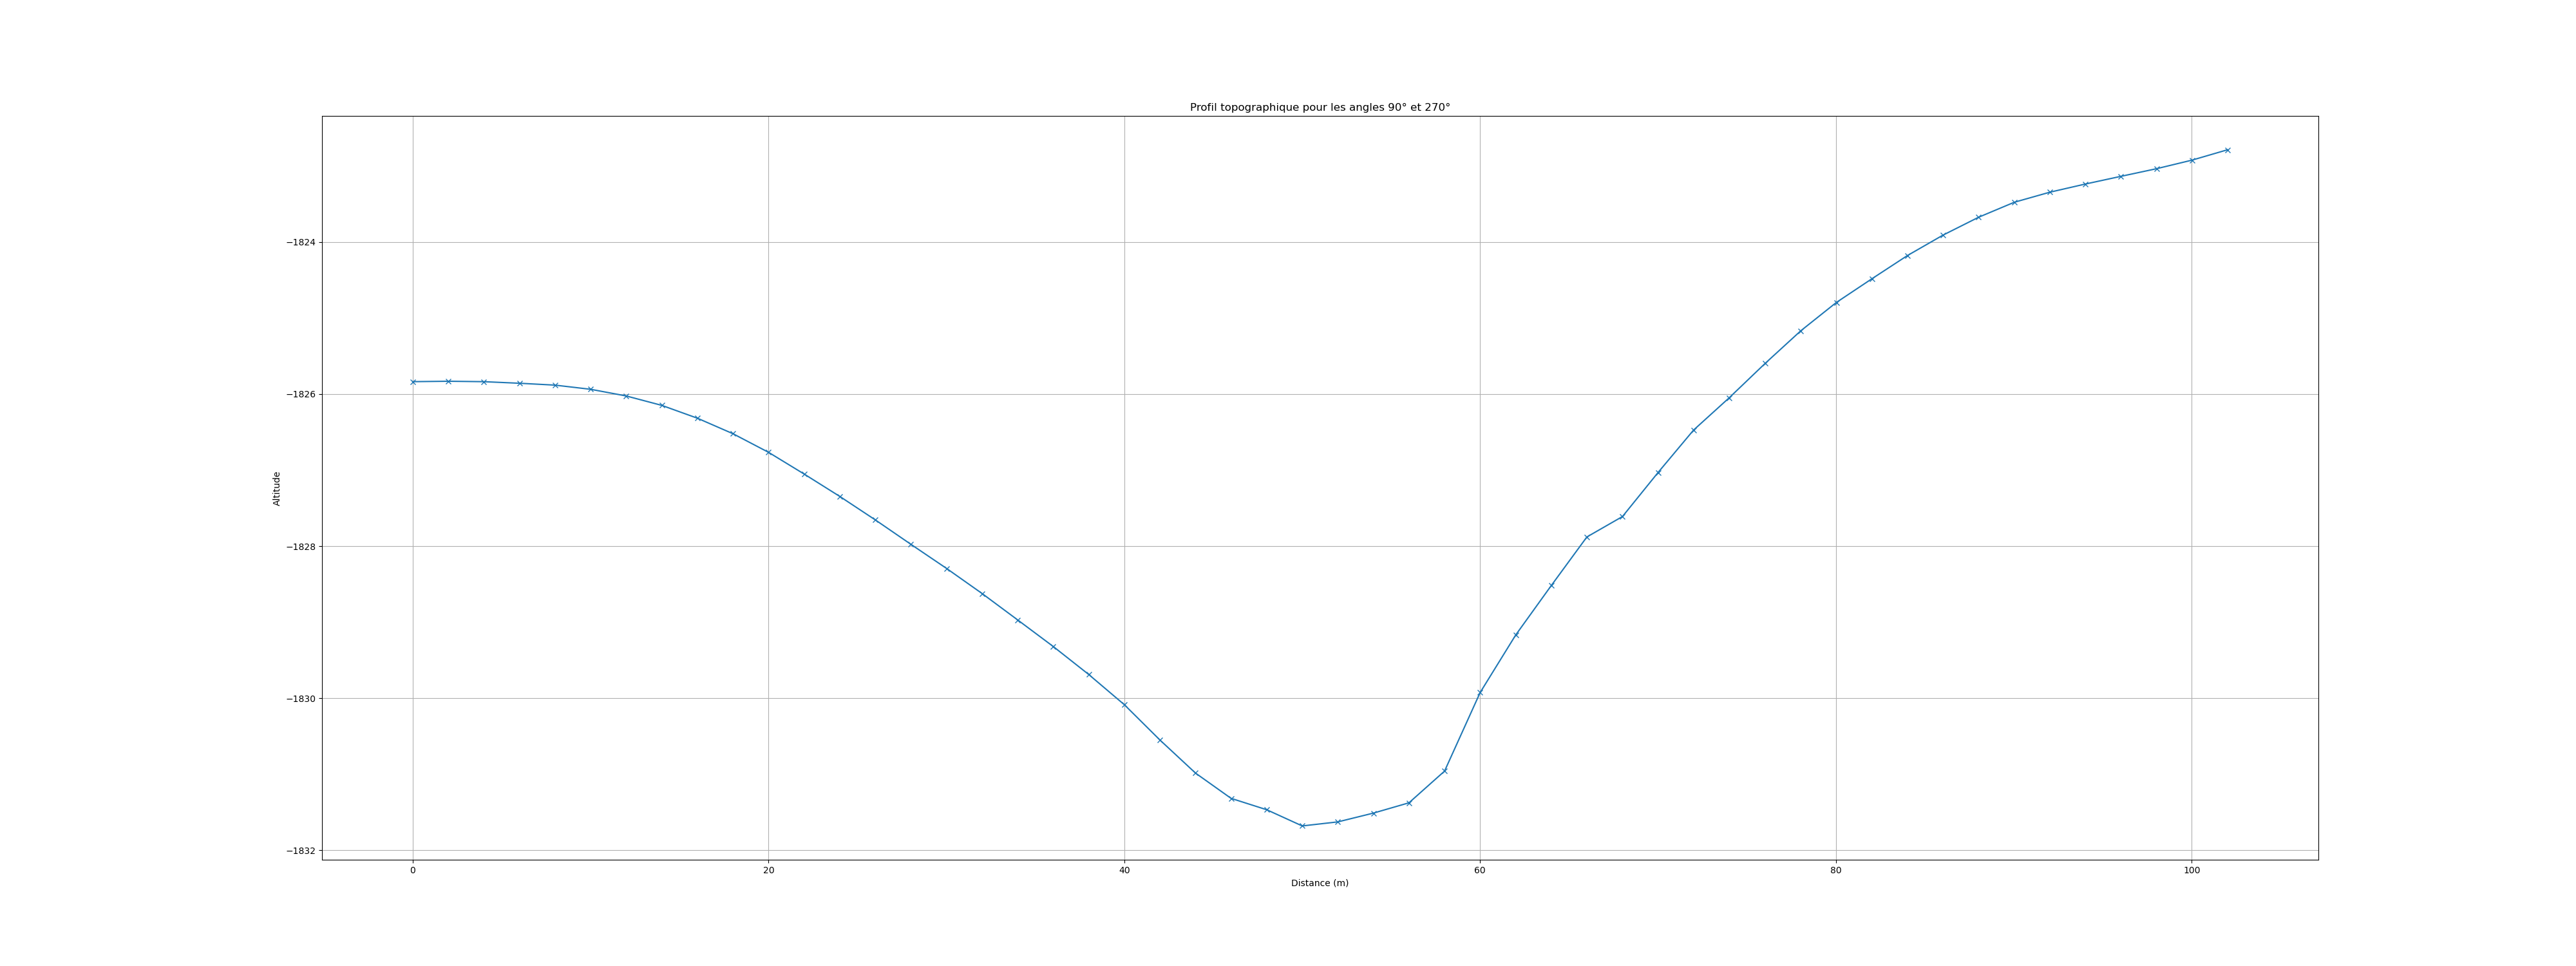 Profil topographique pour les angles 90° et 270°
Altitude
−1824
−1826
−1828
−1830
−1832
0 20 40 60 80 100
Distance (m)